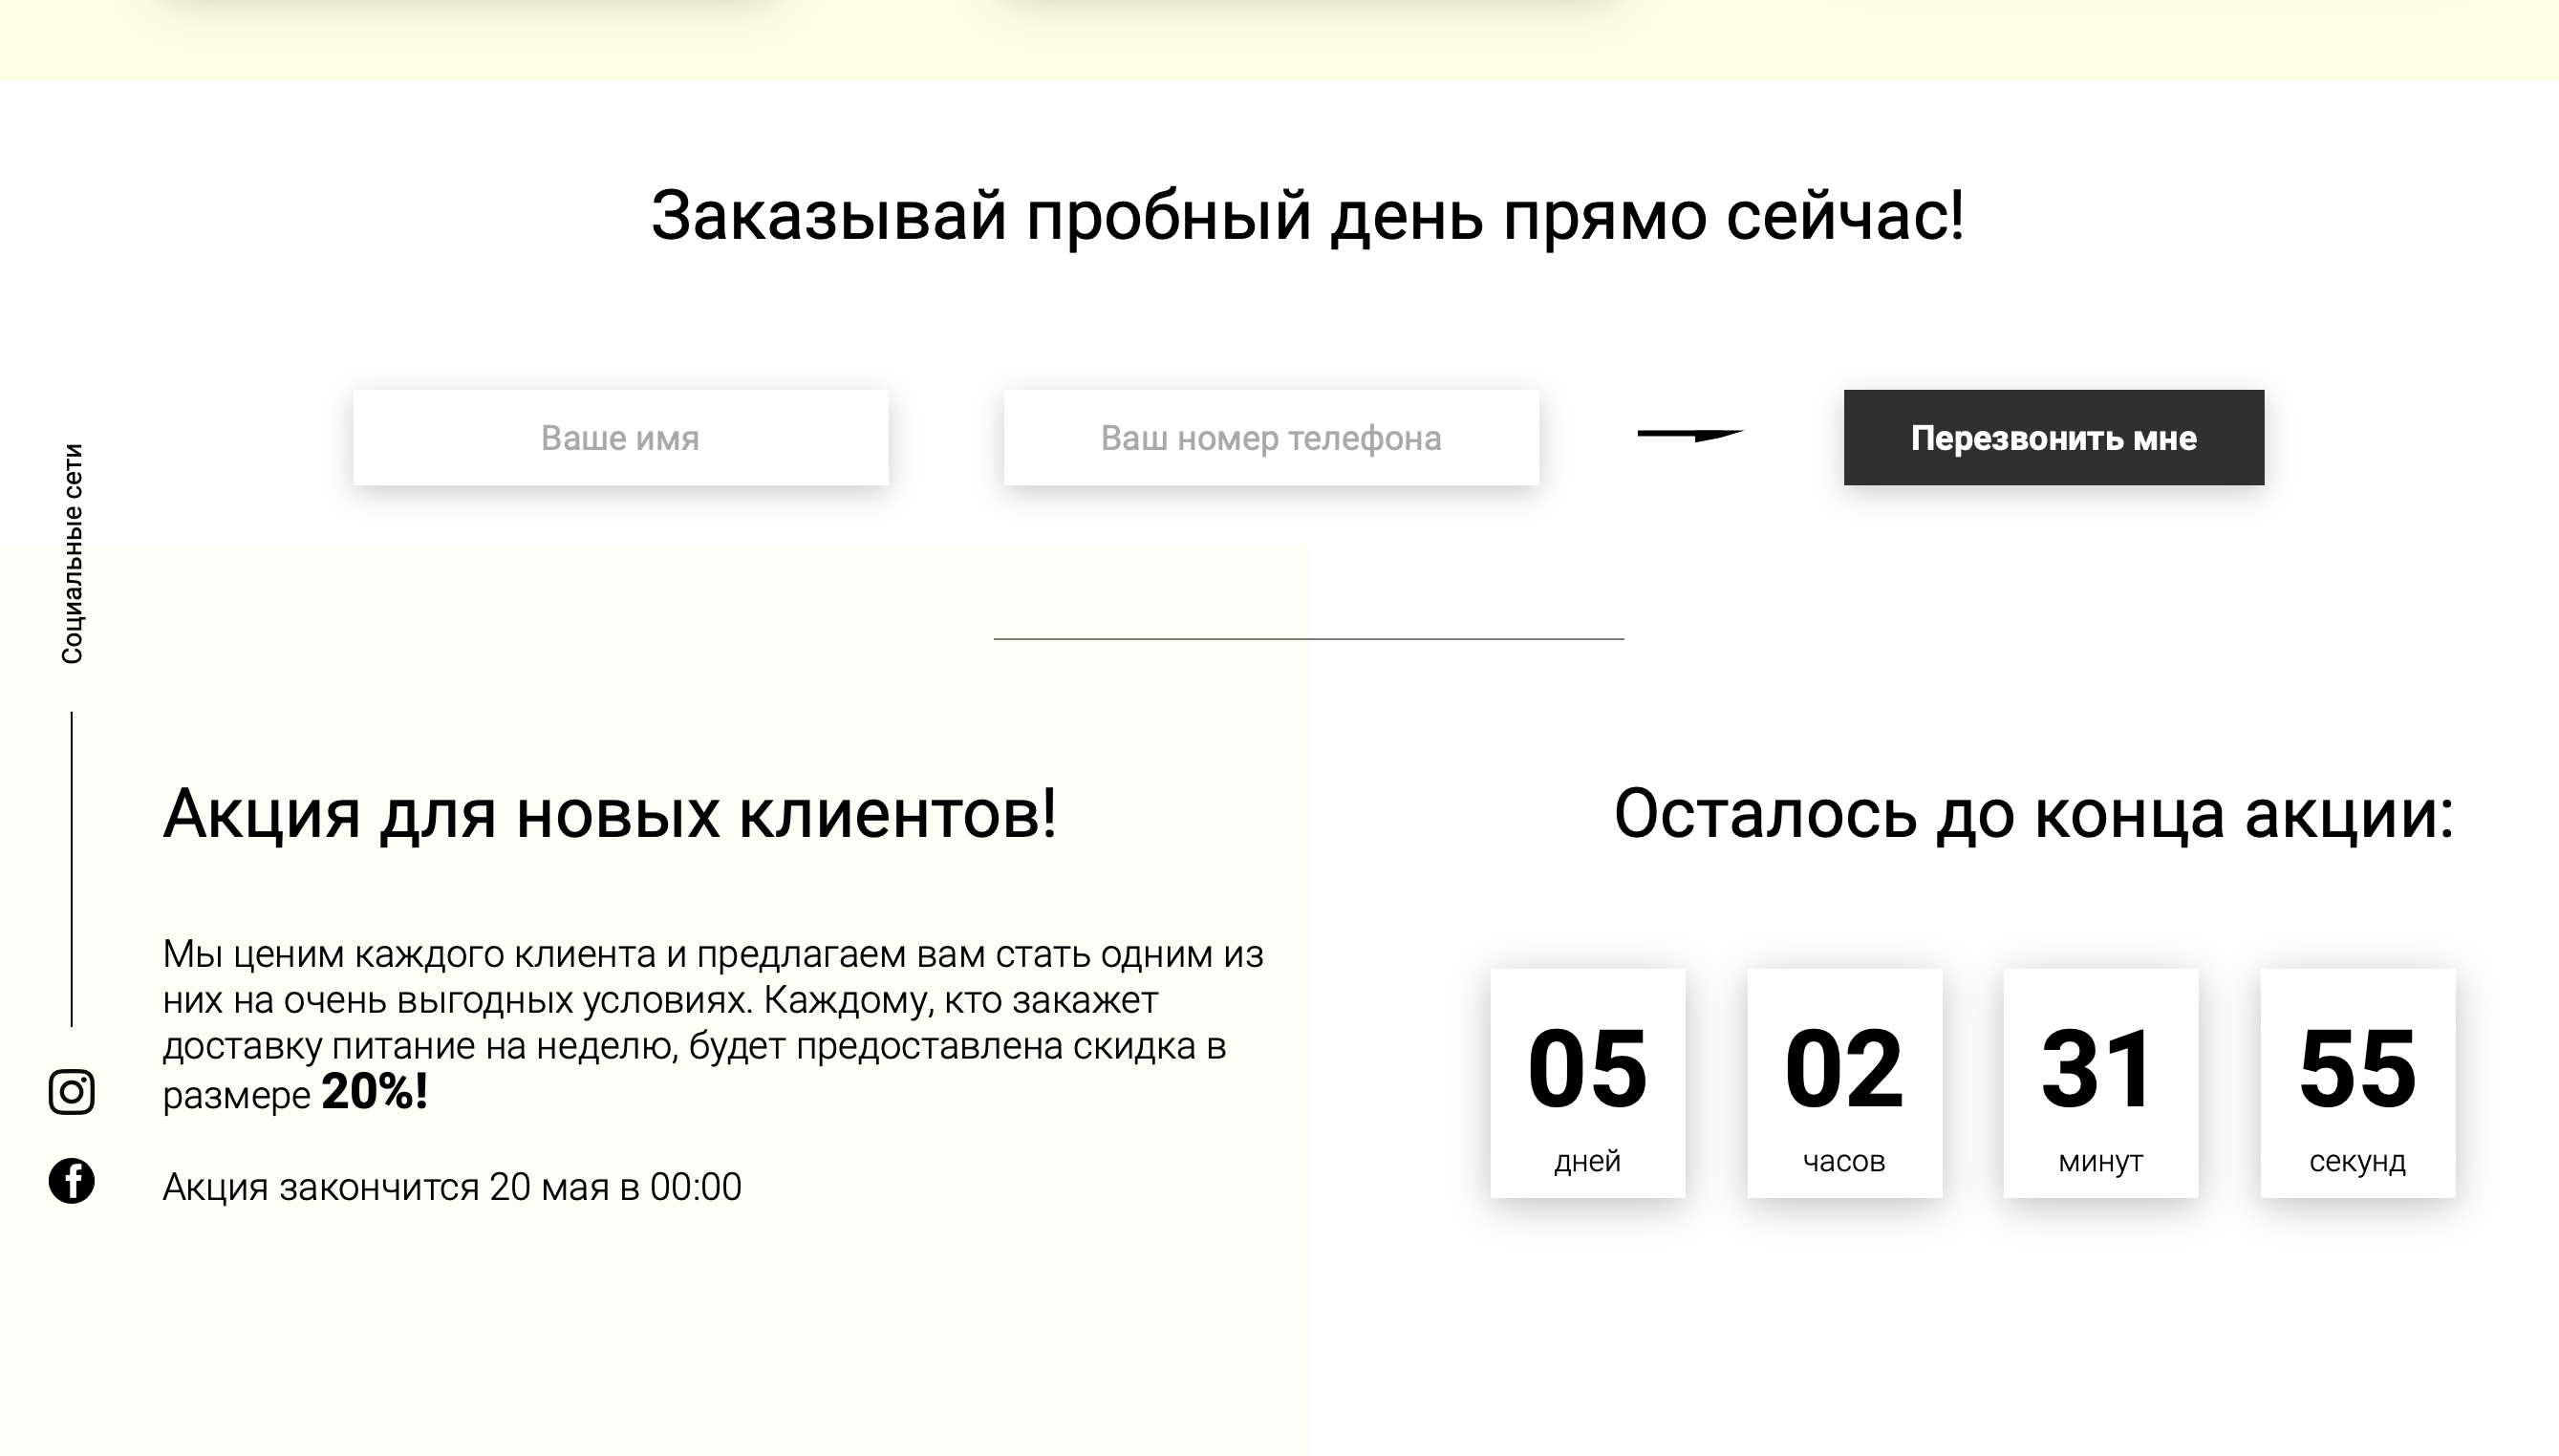 Заказывай пробный день прямо сейчас!
Ваше имя
Ваш номер телефона
Перезвонить мне
Социальные сети
Акция для новых клиентов!
Мы ценим каждого клиента и предлагаем вам стать одним из
них на очень выгодных условиях. Каждому, кто закажет
доставку питание на неделю, будет предоставлена скидка в
размере 20%!
Акция закончится 20 мая в 00:00
Осталось до конца акции:
05 02 31 55
дней часов минут секунд